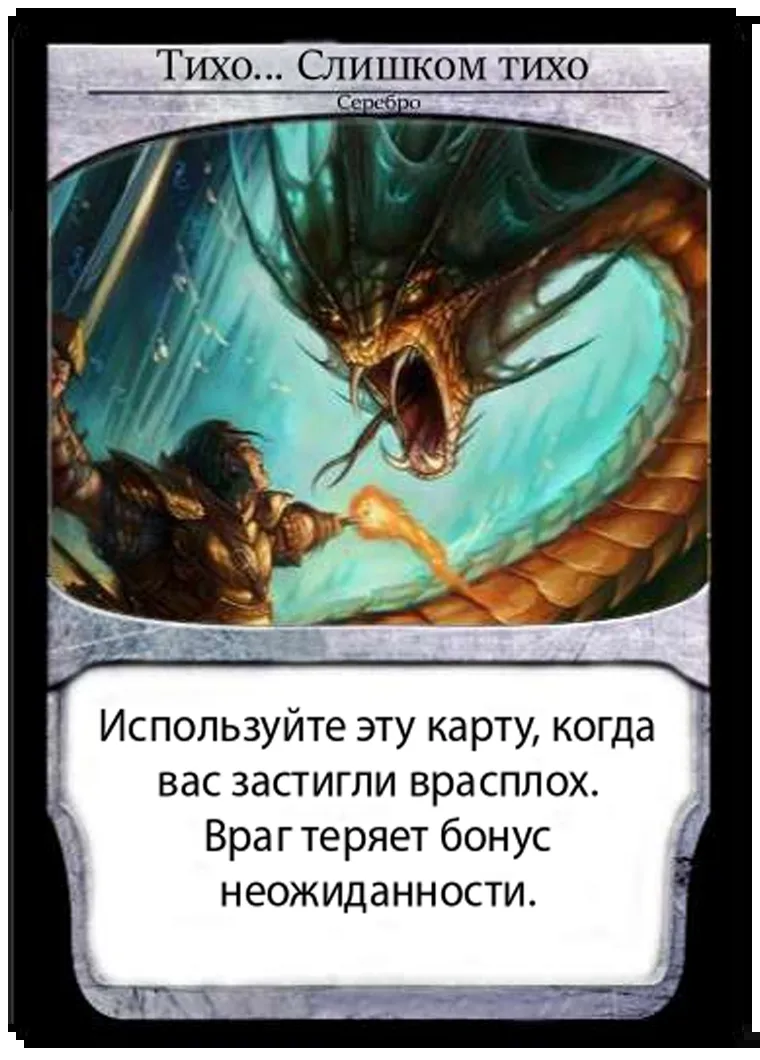 Тихо... Слишком тихо
Серебро
Используйте эту карту, когда
вас застигли врасплох.
Враг теряет бонус
неожиданности.